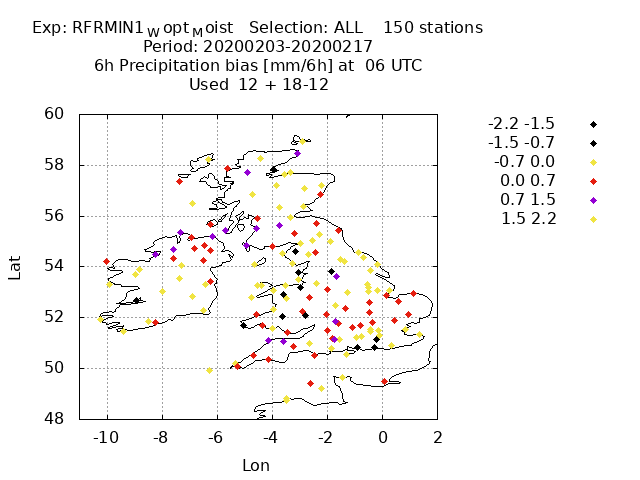 Exp: RFRMIN1WoptMoist Selection: ALL 150 stations
Period: 20200203-20200217
6h Precipitation bias [mm/6h] at 06 UTC
Used 12 + 18-12
-2.2 -1.5
-1.5 -0.7
-0.7 0.0
0.0 0.7
0.7 1.5
1.5 2.2
60
58
56
54
52
50
48
Lat
-10 -8 -6 -4 -2 0 2
Lon